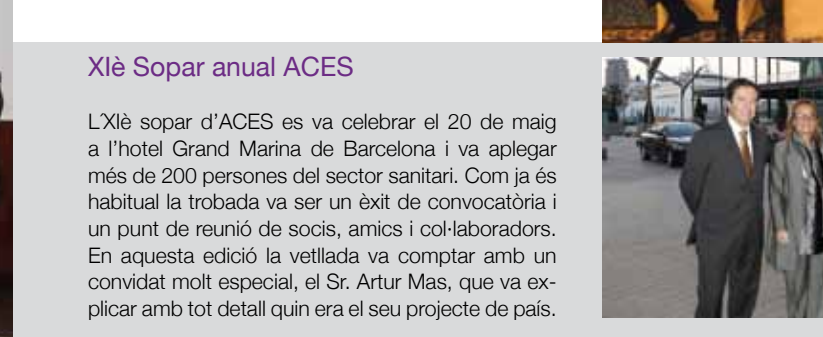 XIè Sopar anual ACES
L´XIè sopar d’ACES es va celebrar el 20 de maig
a l’hotel Grand Marina de Barcelona i va aplegar
més de 200 persones del sector sanitari. Com ja és
habitual la trobada va ser un èxit de convocatòria i
un punt de reunió de socis, amics i col·laboradors.
En aquesta edició la vetllada va comptar amb un
convidat molt especial, el Sr. Artur Mas, que va ex-
plicar amb tot detall quin era el seu projecte de país.